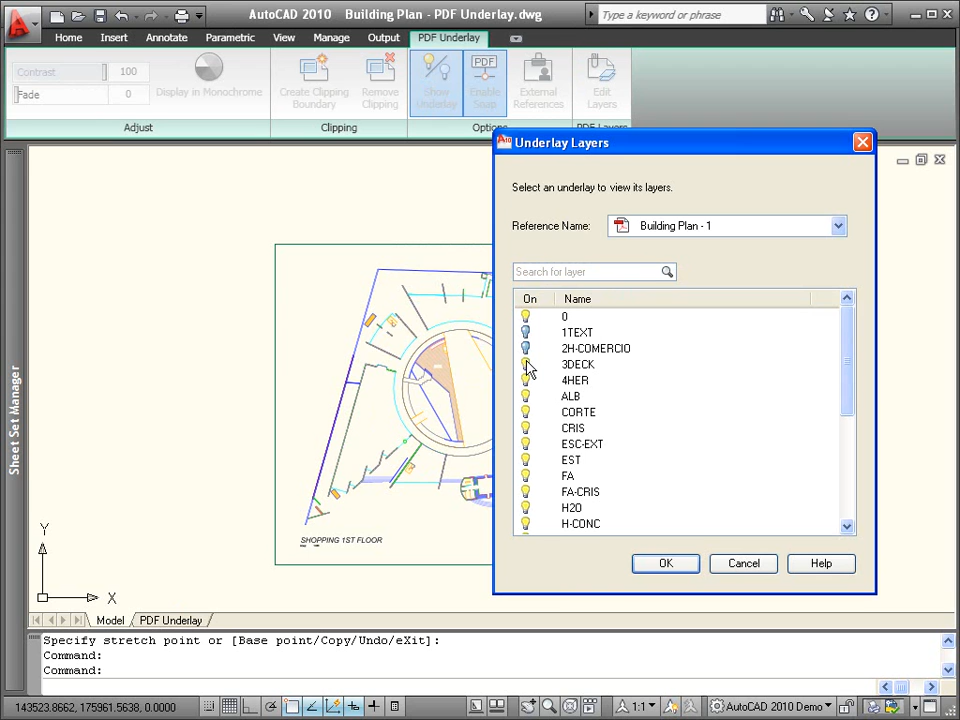 AutoCAD 2010 Building Plan - PDF Underlay.dwg
Type a keyword or phrase
Home Insert Annotate Parametric View Manage Output PDF Underlay
Contrast 100
Fade 0
Display in Monochrome
Create Clipping Boundary
Remove Clipping
PDF
Show Underlay
Enable Snap
External References
Edit Layers
Adjust Clipping Options PDF Layers
Underlay Layers
Select an underlay to view its layers.
Reference Name: Building Plan - 1
Search for layer
On Name
0
1TEXT
2H-COMERCIO
3DECK
4HER
ALB
CORTE
CRIS
ESC-EXT
EST
FA
FA-CRIS
H2O
H-CONC
OK Cancel Help
Sheet Set Manager
SHOPPING 1ST FLOOR
Y
X
Model PDF Underlay
Specify stretch point or [Base point/Copy/Undo/eXit]:
Command:
Command:
143523.8662, 175961.5638, 0.0000
1:1
AutoCAD 2010 Demo